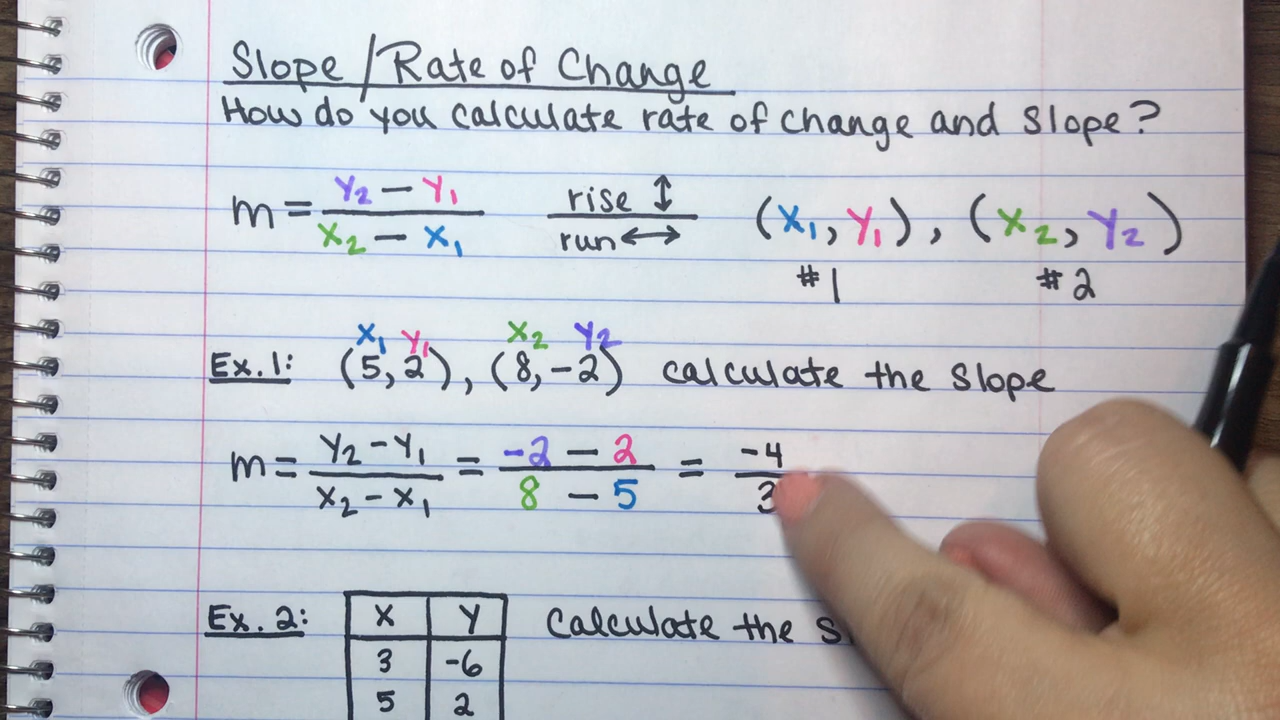 Slope / Rate of Change
How do you calculate rate of change and slope?
m = y₂ − y₁ / x₂ − x₁ rise ↕ / run ↔ (x₁, y₁), (x₂, y₂)
#1 #2
x₁ y₁ x₂ y₂
Ex. 1: (5, 2), (8, -2) calculate the slope
m = y₂ − y₁ / x₂ − x₁ = -2 − 2 / 8 − 5 = -4 / 3
Ex. 2: x y calculate the
3 -6
5 2